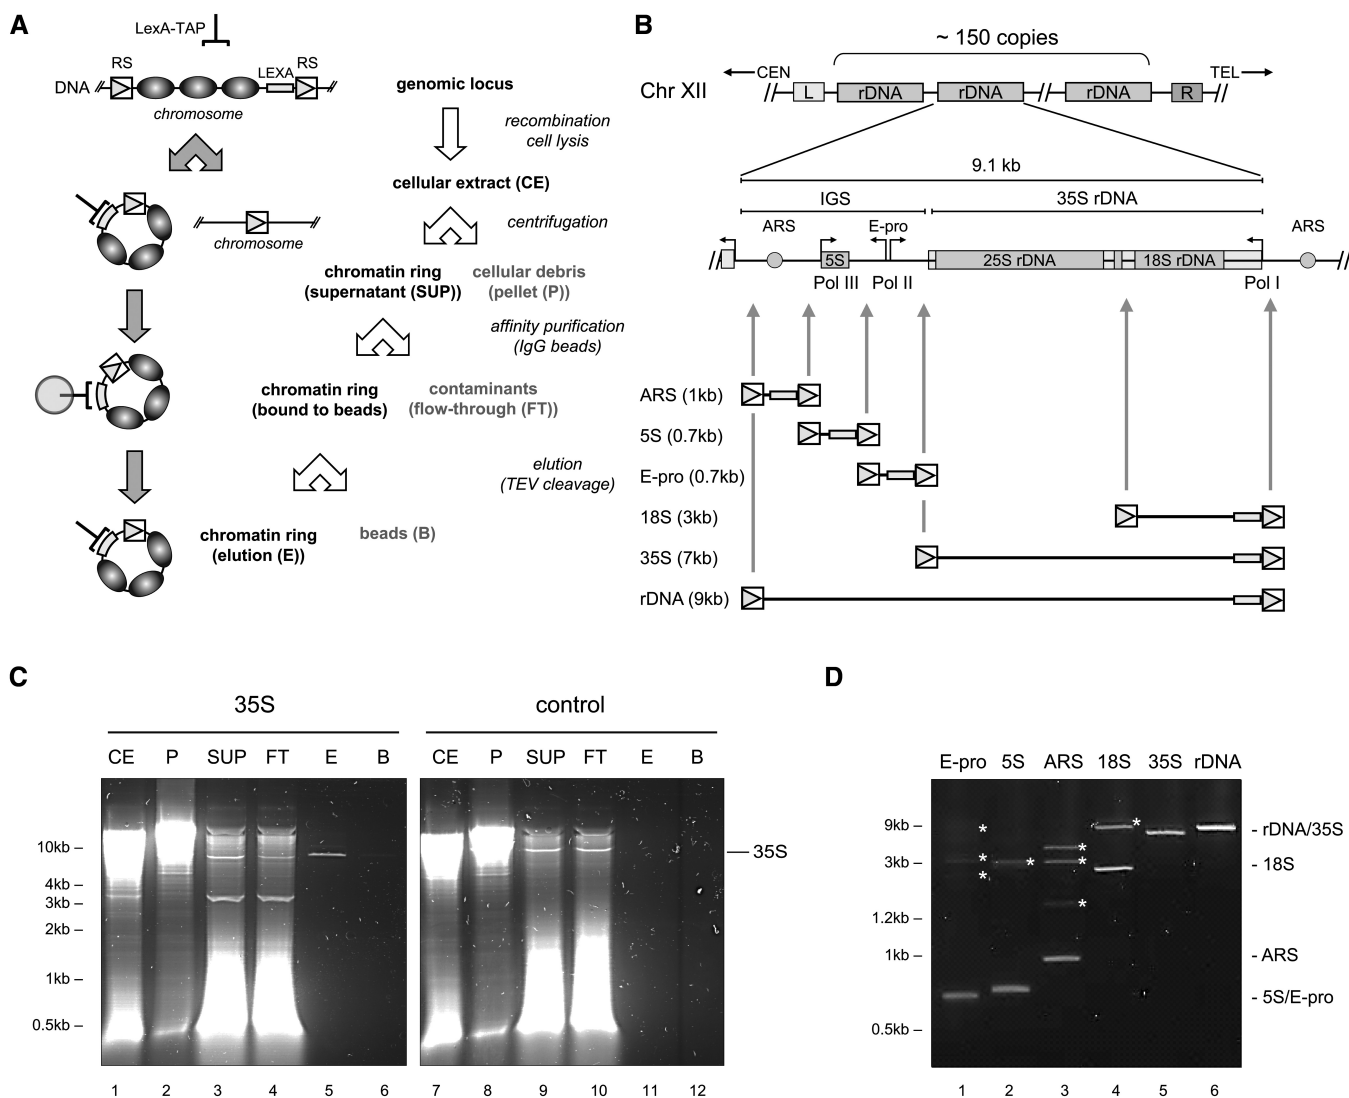 A
LexA-TAP
RS
LEXA
RS
DNA
chromosome
chromosome
genomic locus
recombination
cell lysis
cellular extract (CE)
centrifugation
chromatin ring
(supernatant (SUP))
cellular debris
(pellet (P))
affinity purification
(IgG beads)
chromatin ring
(bound to beads)
contaminants
(flow-through (FT))
elution
(TEV cleavage)
chromatin ring
(elution (E))
beads (B)
B
~ 150 copies
Chr XII
CEN
TEL
L
rDNA
rDNA
rDNA
R
9.1 kb
IGS
35S rDNA
ARS
E-pro
ARS
5S
25S rDNA
18S rDNA
Pol III
Pol II
Pol I
ARS (1kb)
5S (0.7kb)
E-pro (0.7kb)
18S (3kb)
35S (7kb)
rDNA (9kb)
C
35S
control
CE P SUP FT E B
CE P SUP FT E B
10kb –
4kb –
3kb –
2kb –
1kb –
0.5kb –
— 35S
1 2 3 4 5 6
7 8 9 10 11 12
D
E-pro 5S ARS 18S 35S rDNA
9kb –
3kb –
1.2kb –
1kb –
0.5kb –
*
*
*
*
*
*
*
*
- rDNA/35S
- 18S
- ARS
- 5S/E-pro
1 2 3 4 5 6